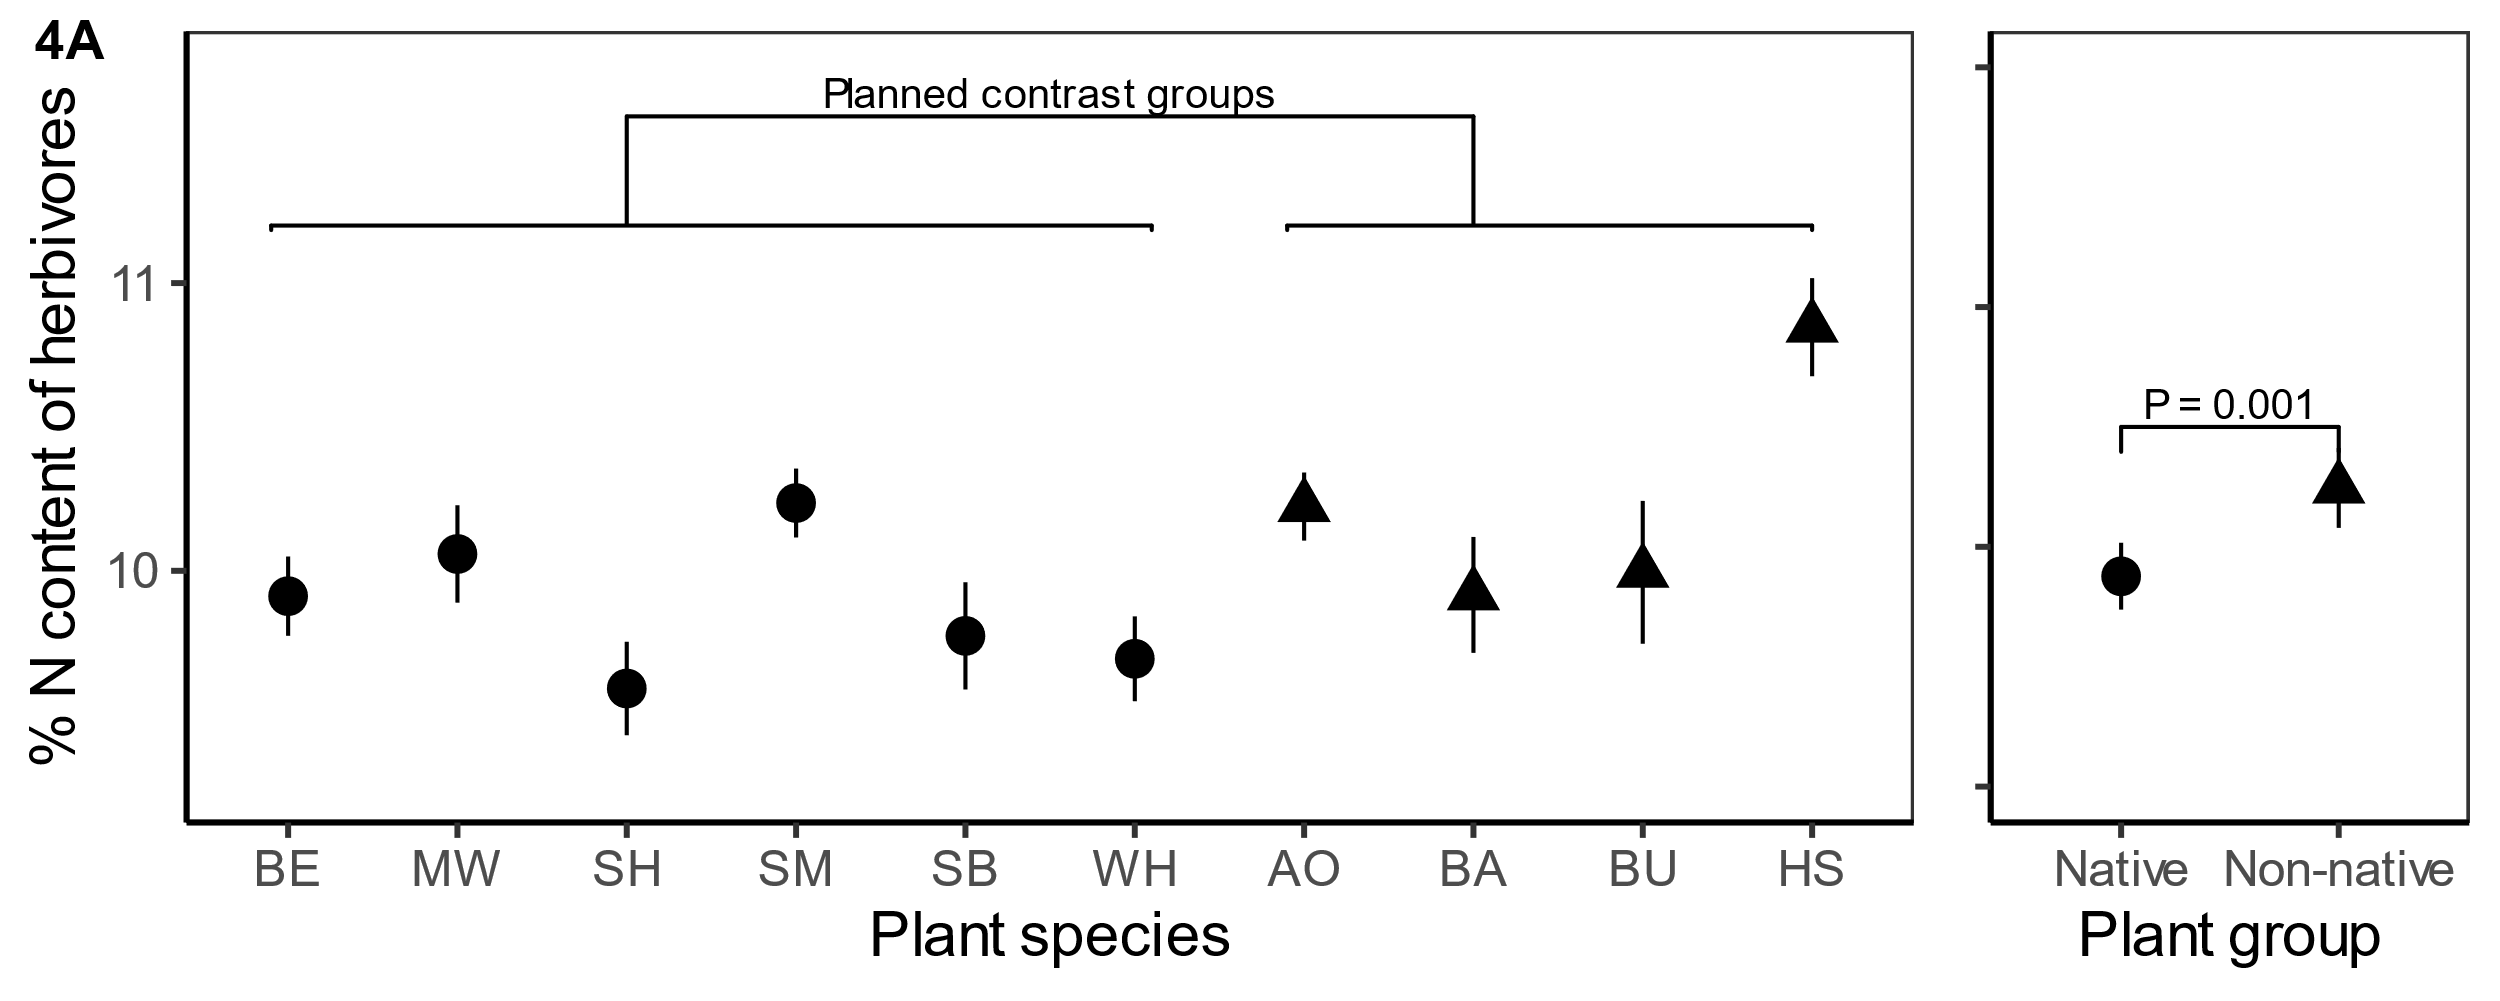 4A
% N content of herbivores
Planned contrast groups
11
10
P = 0.001
BE MW SH SM SB WH AO BA BU HS
Native Non-native
Plant species
Plant group